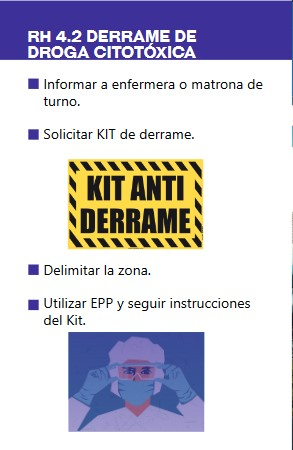 RH 4.2 DERRAME DE
DROGA CITOTÓXICA
Informar a enfermera o matrona de
turno.
Solicitar KIT de derrame.
KIT ANTI
DERRAME
Delimitar la zona.
Utilizar EPP y seguir instrucciones
del Kit.